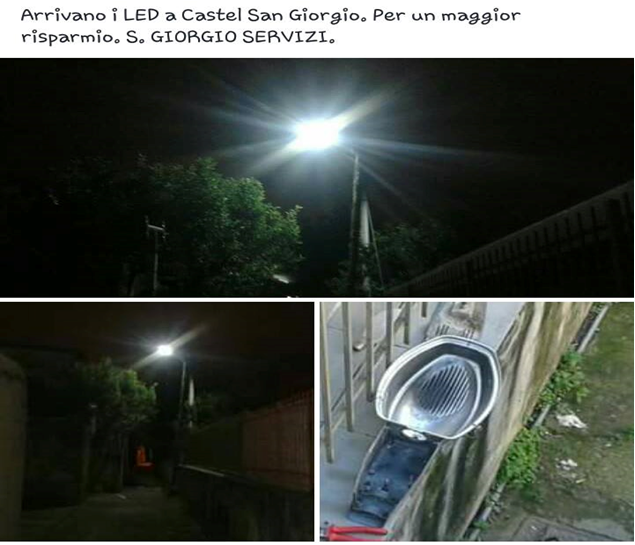 Arrivano i LED a Castel San Giorgio. Per un maggior
risparmio. S. GIORGIO SERVIZI.